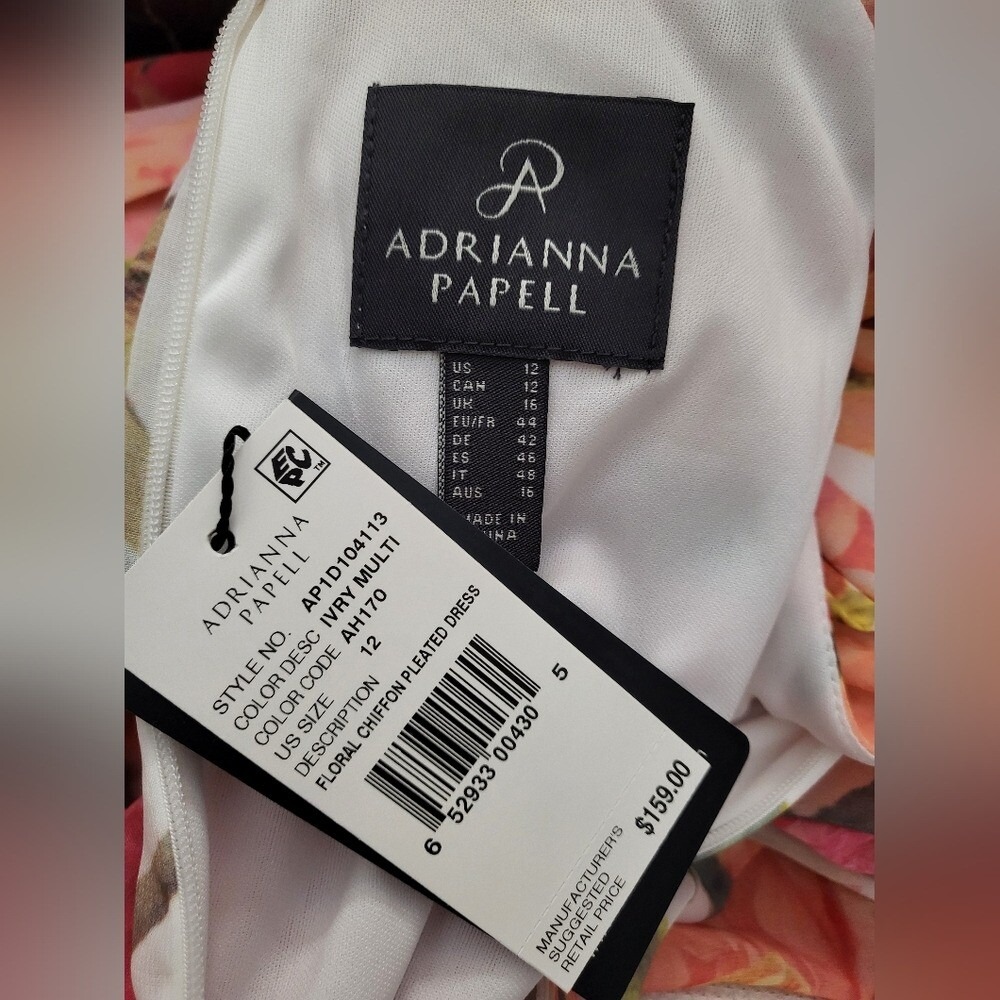 ADRIANNA
PAPELL
US 12
CAN 12
UK 16
EU/FR 44
DE 42
ES 46
IT 48
AUS 16
MADE IN
EPC™
ADRIANNA
PAPELL
STYLE NO. AP1D104113
COLOR DESC IVRY MULTI
COLOR CODE AH170
US SIZE 12
DESCRIPTION
FLORAL CHIFFON PLEATED DRESS
6 52933 00430 5
MANUFACTURER'S
SUGGESTED
RETAIL PRICE
$159.00